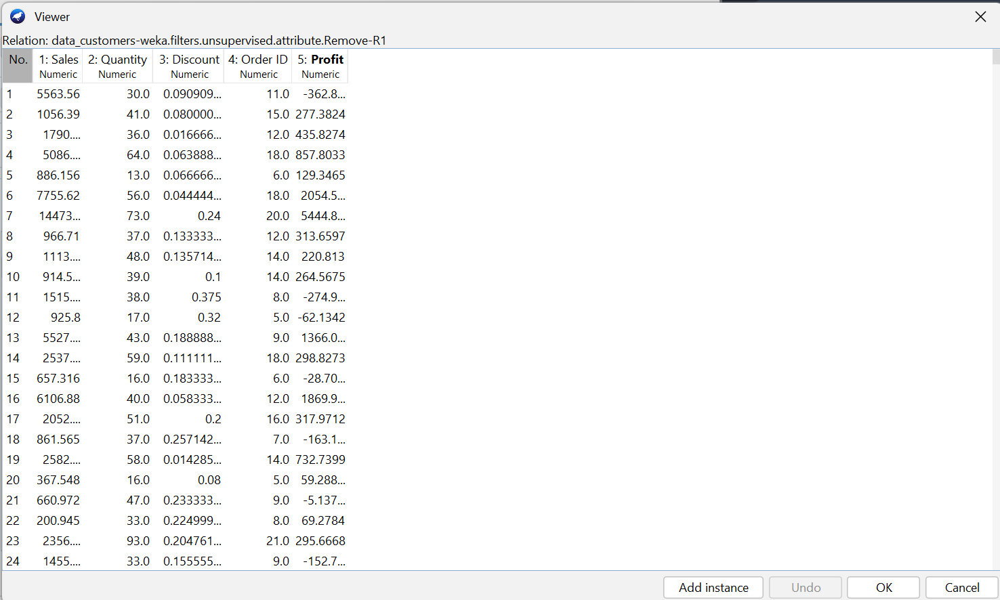 Viewer
Relation: data_customers-weka.filters.unsupervised.attribute.Remove-R1
No. 1: Sales 2: Quantity 3: Discount 4: Order ID 5: Profit
Numeric Numeric Numeric Numeric Numeric
1 5563.56 30.0 0.090909... 11.0 -362.8...
2 1056.39 41.0 0.080000... 15.0 277.3824
3 1790.... 36.0 0.016666... 12.0 435.8274
4 5086.... 64.0 0.063888... 18.0 857.8033
5 886.156 13.0 0.066666... 6.0 129.3465
6 7755.62 56.0 0.044444... 18.0 2054.5...
7 14473... 73.0 0.24 20.0 5444.8...
8 966.71 37.0 0.133333... 12.0 313.6597
9 1113.... 48.0 0.135714... 14.0 220.813
10 914.5... 39.0 0.1 14.0 264.5675
11 1515.... 38.0 0.375 8.0 -274.9...
12 925.8 17.0 0.32 5.0 -62.1342
13 5527.... 43.0 0.188888... 9.0 1366.0...
14 2537.... 59.0 0.111111... 18.0 298.8273
15 657.316 16.0 0.183333... 6.0 -28.70...
16 6106.88 40.0 0.058333... 12.0 1869.9...
17 2052.... 51.0 0.2 16.0 317.9712
18 861.565 37.0 0.257142... 7.0 -163.1...
19 2582.... 58.0 0.014285... 14.0 732.7399
20 367.548 16.0 0.08 5.0 59.288...
21 660.972 47.0 0.233333... 9.0 -5.137...
22 200.945 33.0 0.224999... 8.0 69.2784
23 2356.... 93.0 0.204761... 21.0 295.6668
24 1455.... 33.0 0.155555... 9.0 -152.7...
Add instance Undo OK Cancel